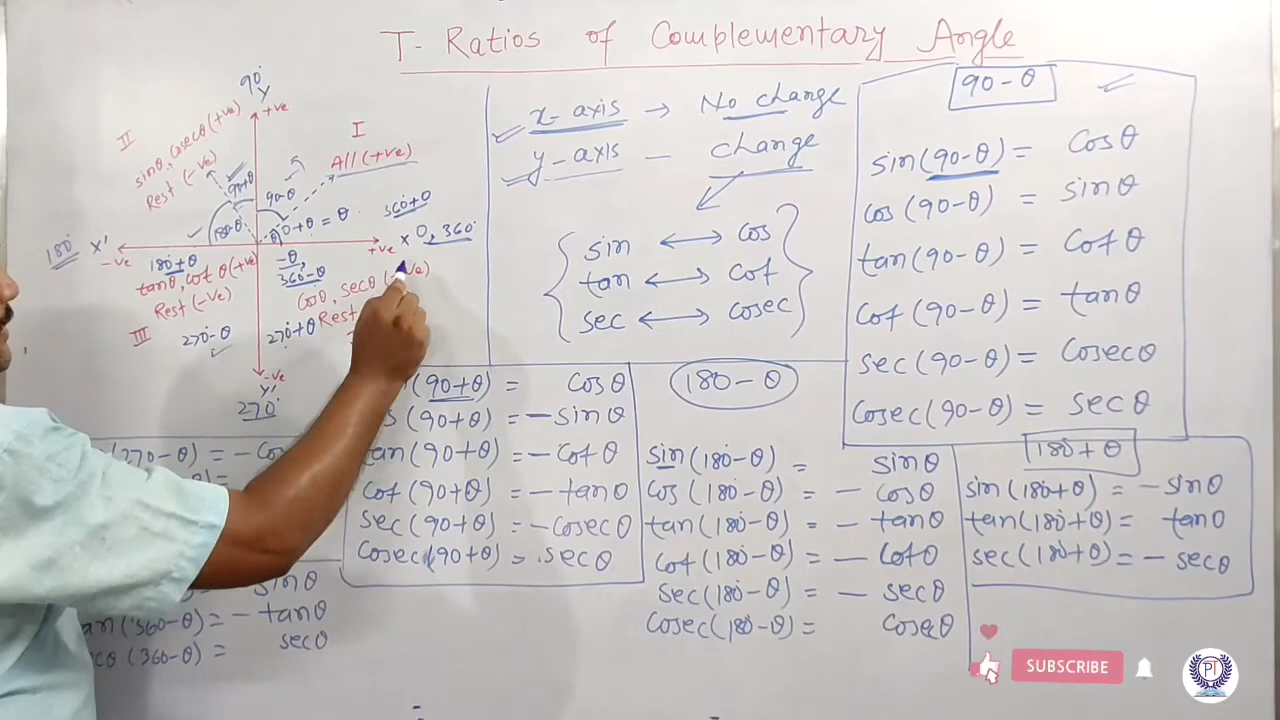 T- Ratios of Complementary Angle
90°
Y
+ve
II
sinθ, cosecθ (+ve)
Rest (-ve)
I
All (+ve)
90+θ
90-θ
180-θ
0+θ = θ
θ
360+θ
180°
X'
-ve
+ve
X
0, 360°
180+θ
-θ,
360-θ
tanθ, cotθ (+ve)
Rest (-ve)
III
cosθ, secθ (+ve)
Rest
270-θ
270+θ
-ve
Y'
270°
x-axis → No change
y-axis - change
sin ↔ cos
tan ↔ cot
sec ↔ cosec
90-θ
sin(90-θ) = cosθ
cos(90-θ) = sinθ
tan(90-θ) = cotθ
cot(90-θ) = tanθ
sec(90-θ) = cosecθ
cosec(90-θ) = secθ
(90+θ) = cosθ
(90+θ) = -sinθ
tan(90+θ) = -cotθ
cot(90+θ) = -tanθ
sec(90+θ) = -cosecθ
cosec(90+θ) = secθ
180-θ
sin(180-θ) = sinθ
cos(180-θ) = - cosθ
tan(180-θ) = - tanθ
cot(180-θ) = - cotθ
sec(180-θ) = - secθ
cosec(180-θ) = cosecθ
180+θ
sin(180+θ) = -sinθ
tan(180+θ) = tanθ
sec(180+θ) = - secθ
(270-θ) = -
sinθ
(360-θ) = - tanθ
(360-θ) = secθ
SUBSCRIBE
PT